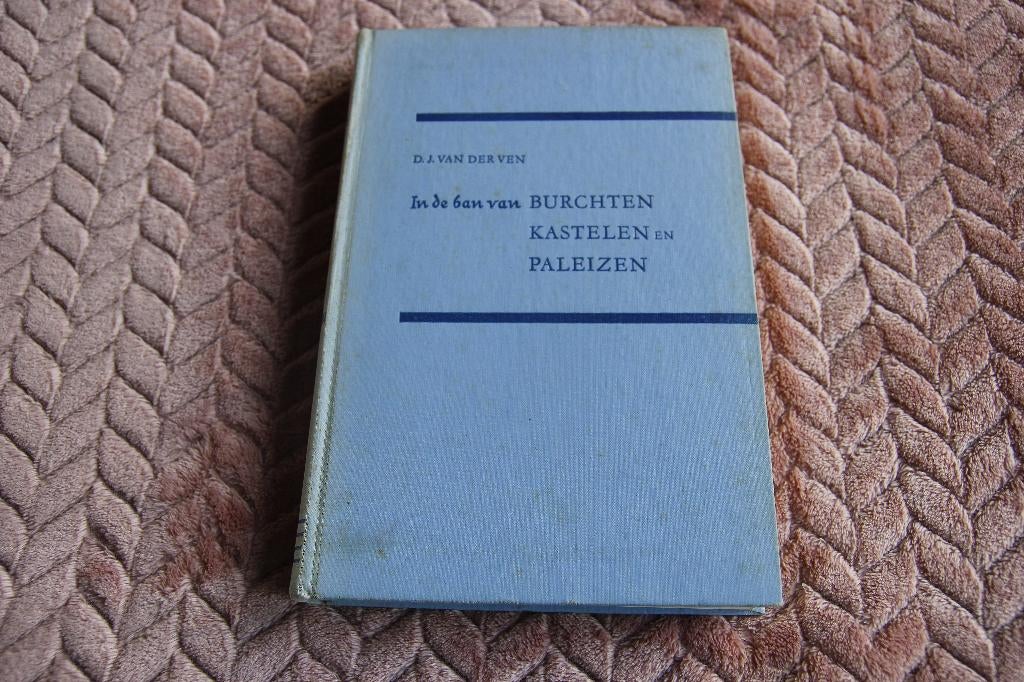 D. J. VAN DER VEN
In de ban van BURCHTEN
KASTELEN EN
PALEIZEN